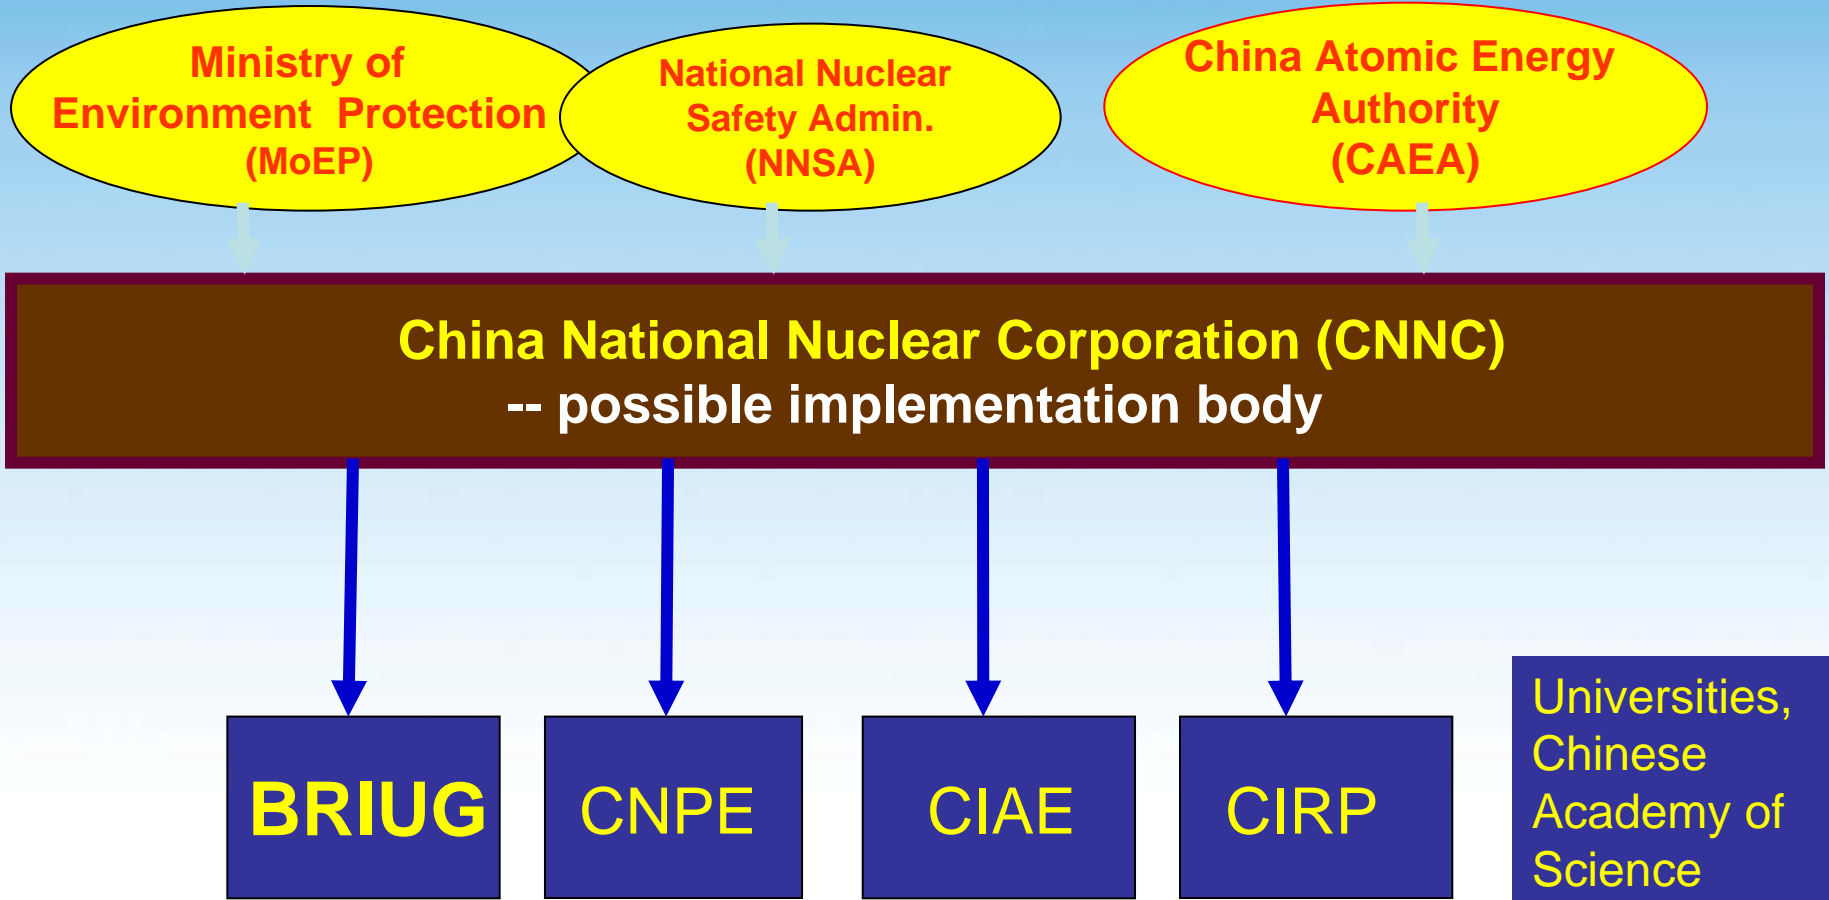 Ministry of
Environment Protection
(MoEP)
National Nuclear
Safety Admin.
(NNSA)
China Atomic Energy
Authority
(CAEA)
China National Nuclear Corporation (CNNC)
-- possible implementation body
BRIUG
CNPE
CIAE
CIRP
Universities,
Chinese
Academy of
Science